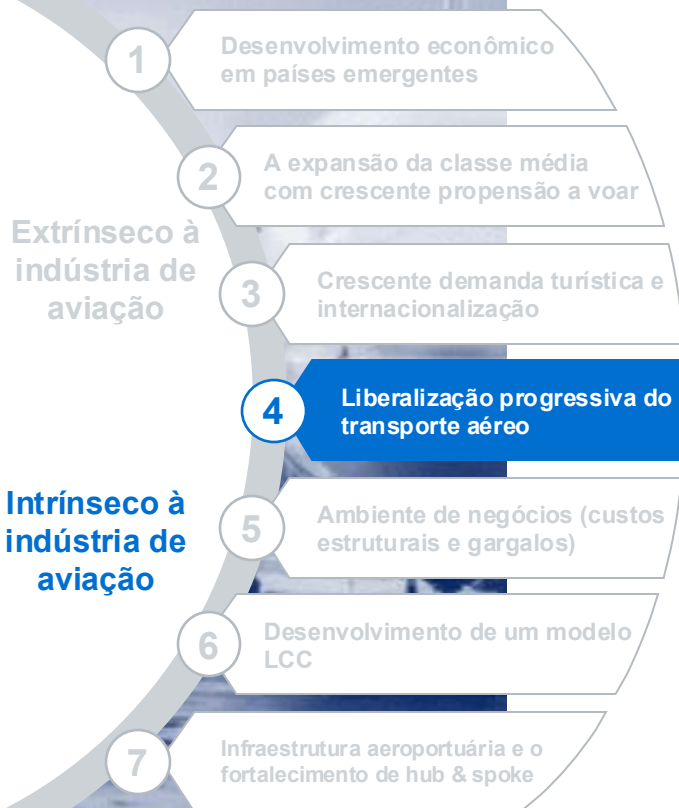 1
Desenvolvimento econômico
em países emergentes
2
A expansão da classe média
com crescente propensão a voar
Extrínseco à
indústria de
aviação
3
Crescente demanda turística e
internacionalização
4
Liberalização progressiva do
transporte aéreo
Intrínseco à
indústria de
aviação
5
Ambiente de negócios (custos
estruturais e gargalos)
6
Desenvolvimento de um modelo
LCC
7
Infraestrutura aeroportuária e o
fortalecimento de hub & spoke